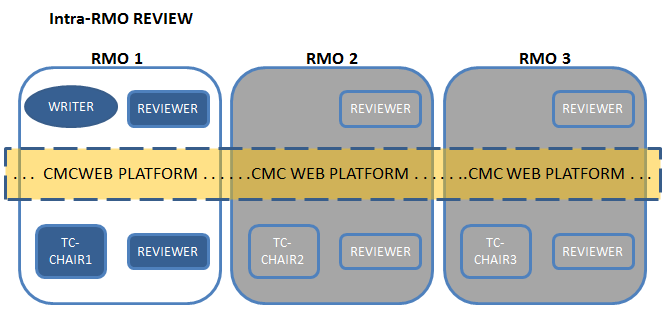 Intra-RMO REVIEW
RMO 1 RMO 2 RMO 3
WRITER REVIEWER REVIEWER REVIEWER
. . . CMCWEB PLATFORM . . . . . .CMC WEB PLATFORM . . . . . ..CMC WEB PLATFORM . . .
TC-
CHAIR1
REVIEWER
TC-
CHAIR2
REVIEWER
TC-
CHAIR3
REVIEWER